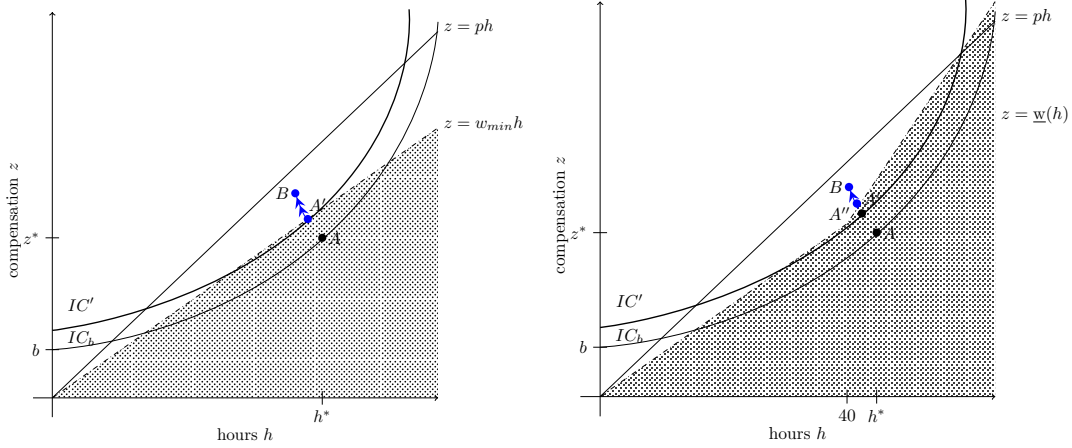 z = ph
z = w_{min}h
B
A′
A
compensation z
z*
IC′
IC_b
b
h*
hours h
z = ph
z = w(h)
B
A′
A″
A
compensation z
z*
IC′
IC_b
b
40 h*
hours h